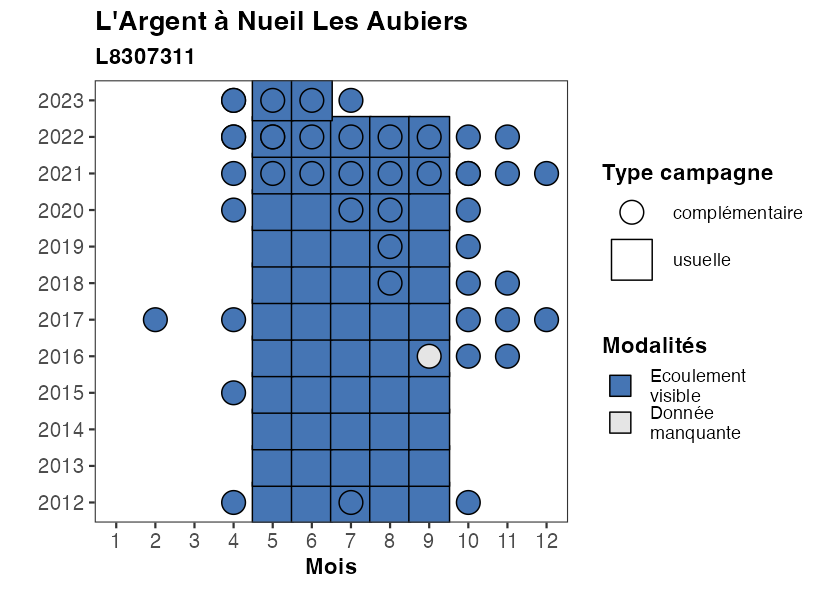 L'Argent à Nueil Les Aubiers
L8307311
2023
2022
2021
2020
2019
2018
2017
2016
2015
2014
2013
2012
1 2 3 4 5 6 7 8 9 10 11 12
Mois
Type campagne
complémentaire
usuelle
Modalités
Ecoulement
visible
Donnée
manquante